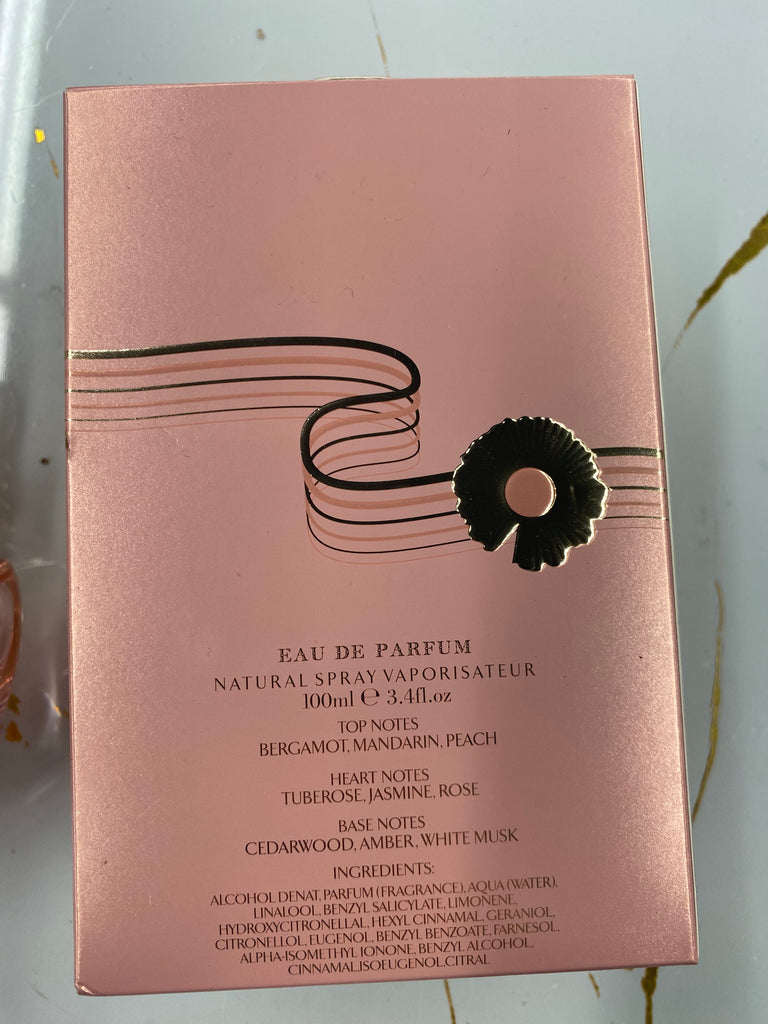 EAU DE PARFUM
NATURAL SPRAY VAPORISATEUR
100ml ℮ 3.4fl.oz
TOP NOTES
BERGAMOT, MANDARIN, PEACH
HEART NOTES
TUBEROSE, JASMINE, ROSE
BASE NOTES
CEDARWOOD, AMBER, WHITE MUSK
INGREDIENTS:
ALCOHOL DENAT, PARFUM (FRAGRANCE), AQUA (WATER),
LINALOOL, BENZYL SALICYLATE, LIMONENE,
HYDROXYCITRONELLAL, HEXYL CINNAMAL, GERANIOL,
CITRONELLOL, EUGENOL, BENZYL BENZOATE, FARNESOL,
ALPHA-ISOMETHYL IONONE, BENZYL ALCOHOL,
CINNAMAL,ISOEUGENOL,CITRAL